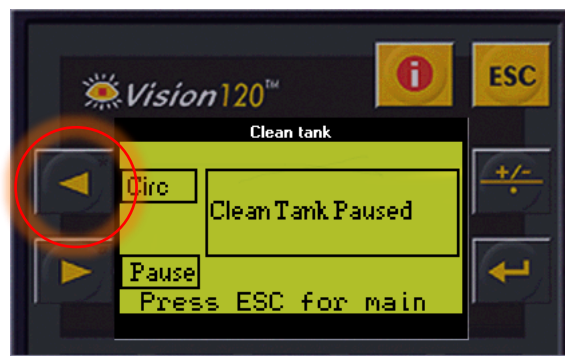 Vision120™
i
ESC
Clean tank
Circ
Clean Tank Paused
+/-
Pause
Press ESC for main